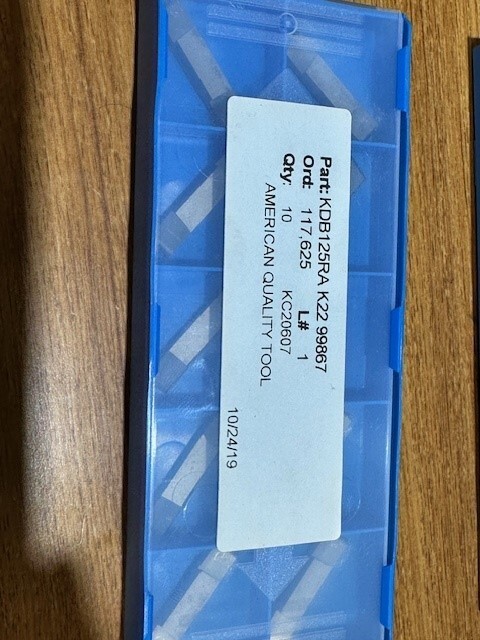 Part: KDB125RA K22 99867
Ord: 117,625 L# 1
Qty: 10 KC20607
AMERICAN QUALITY TOOL
10/24/19